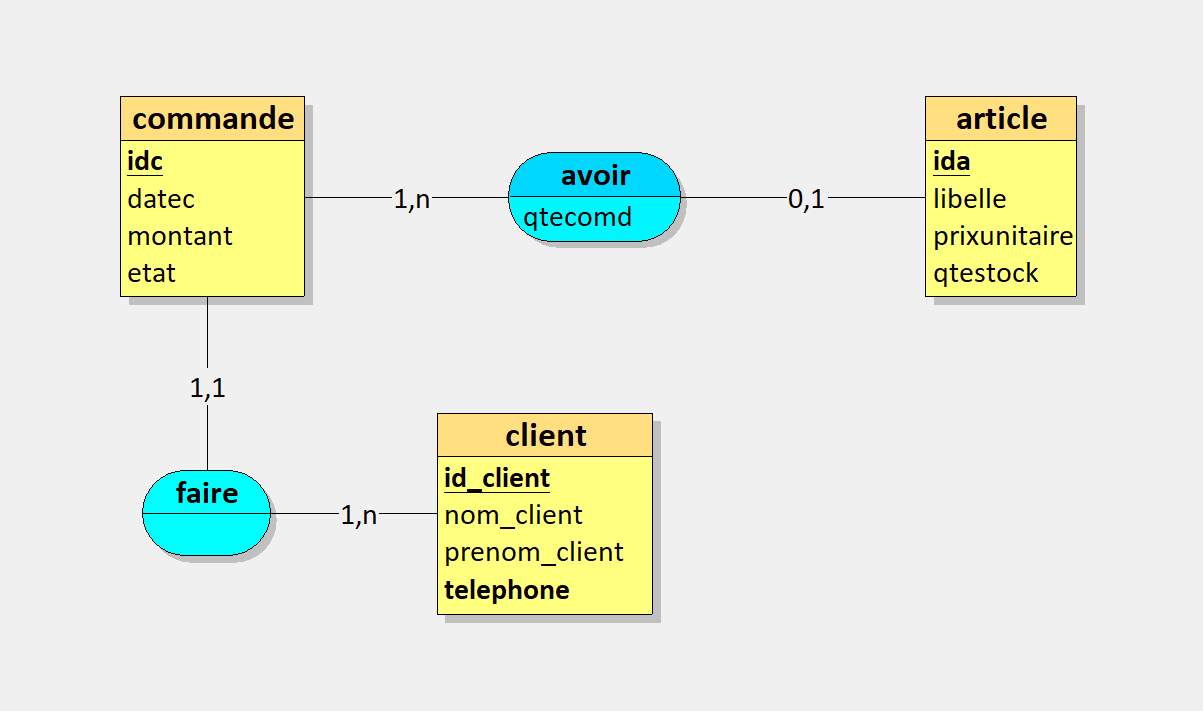 commande
idc
datec
montant
etat
1,n
avoir
qtecomd
0,1
article
ida
libelle
prixunitaire
qtestock
1,1
faire
1,n
client
id_client
nom_client
prenom_client
telephone